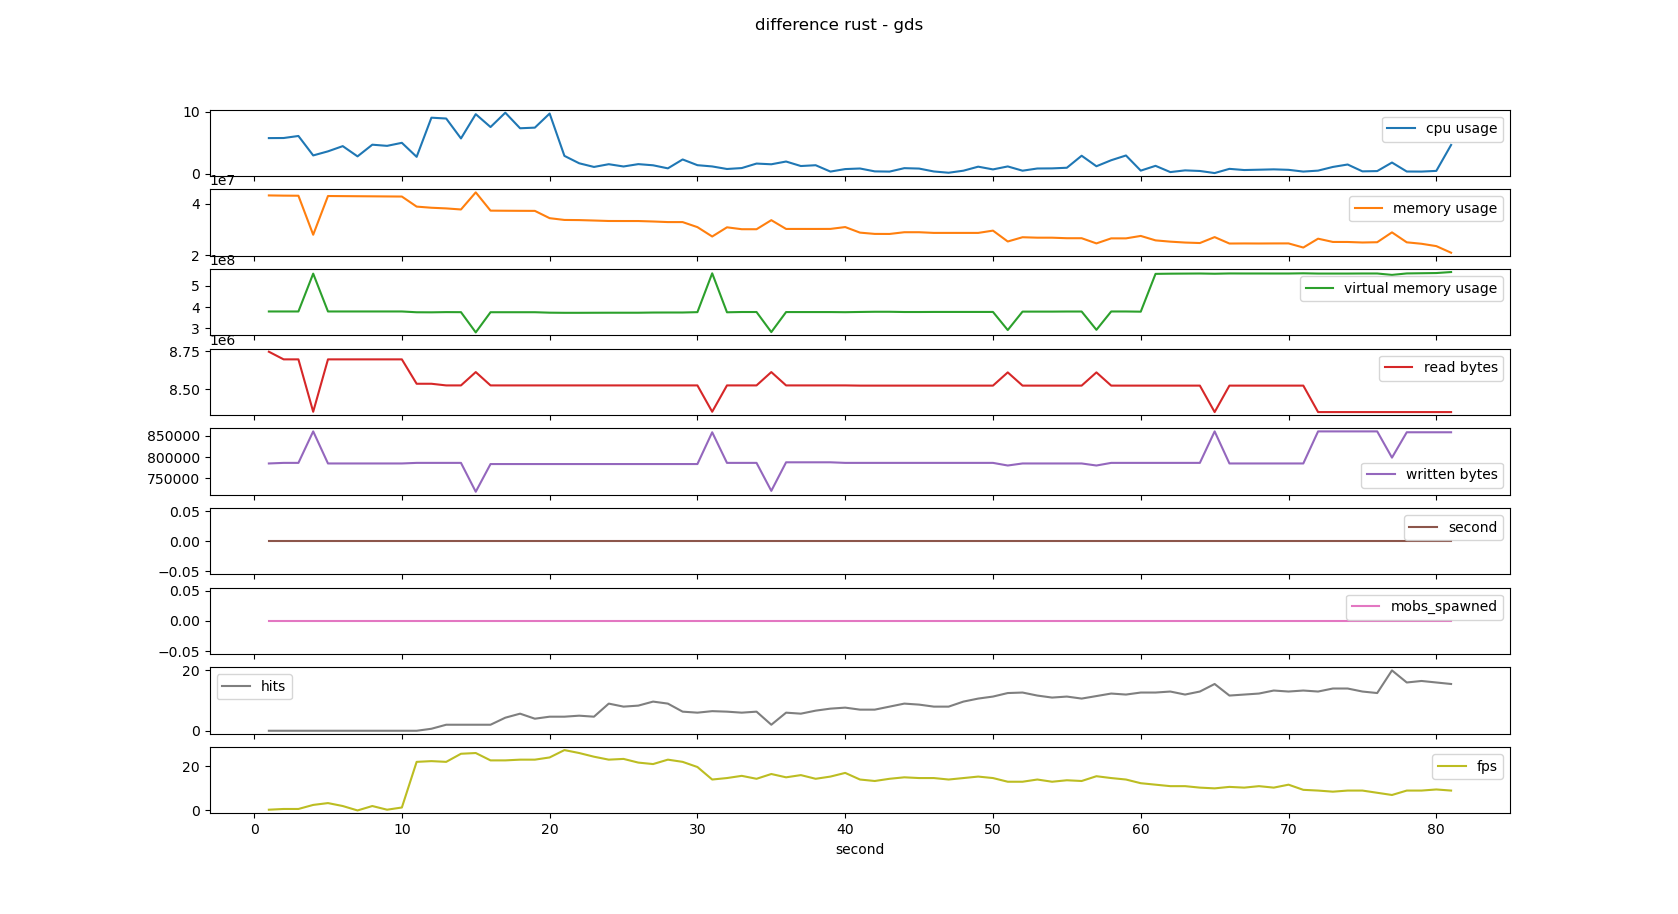 difference rust - gds
10
0
cpu usage
1e7
4
2
memory usage
1e8
5
4
3
virtual memory usage
1e6
8.75
8.50
read bytes
850000
800000
750000
written bytes
0.05
0.00
−0.05
second
0.05
0.00
−0.05
mobs_spawned
20
0
hits
20
0
fps
0 10 20 30 40 50 60 70 80
second